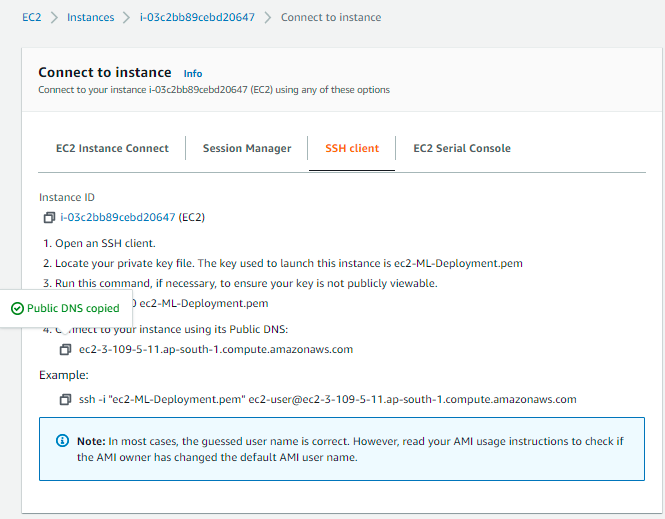 EC2 > Instances > i-03c2bb89cebd20647 > Connect to instance
Connect to instance Info
Connect to your instance i-03c2bb89cebd20647 (EC2) using any of these options
EC2 Instance Connect Session Manager SSH client EC2 Serial Console
Instance ID
i-03c2bb89cebd20647 (EC2)
1. Open an SSH client.
2. Locate your private key file. The key used to launch this instance is ec2-ML-Deployment.pem
3. Run this command, if necessary, to ensure your key is not publicly viewable.
Public DNS copied
0 ec2-ML-Deployment.pem
4. Connect to your instance using its Public DNS:
ec2-3-109-5-11.ap-south-1.compute.amazonaws.com
Example:
ssh -i "ec2-ML-Deployment.pem" ec2-user@ec2-3-109-5-11.ap-south-1.compute.amazonaws.com
Note: In most cases, the guessed user name is correct. However, read your AMI usage instructions to check if
the AMI owner has changed the default AMI user name.